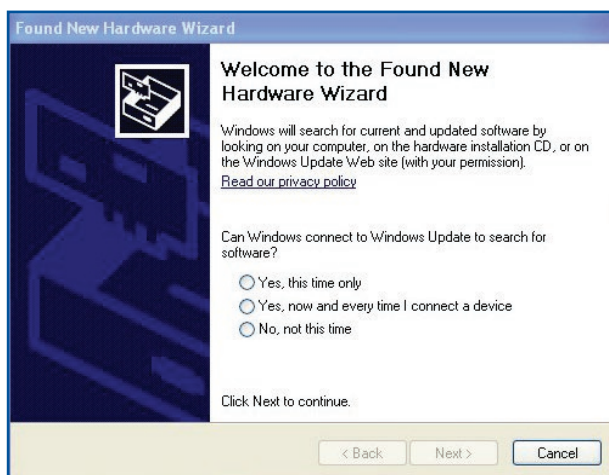 Found New Hardware Wizard
Welcome to the Found New
Hardware Wizard
Windows will search for current and updated software by
looking on your computer, on the hardware installation CD, or on
the Windows Update Web site (with your permission).
Read our privacy policy
Can Windows connect to Windows Update to search for
software?
Yes, this time only
Yes, now and every time I connect a device
No, not this time
Click Next to continue.
< Back
Next >
Cancel